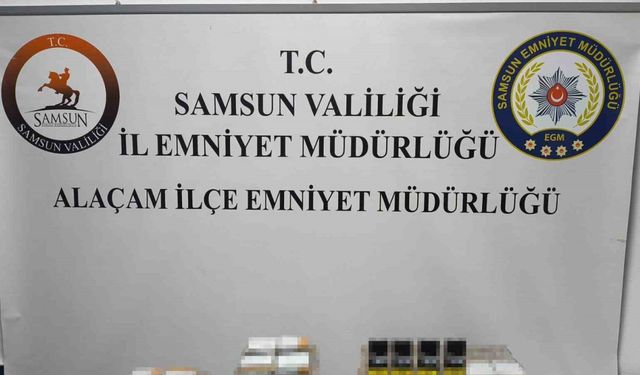 T.C.
SAMSUN
SAMSUN VALİLİĞİ
T.C.
SAMSUN VALİLİĞİ
İL EMNİYET MÜDÜRLÜĞÜ
ALAÇAM İLÇE EMNİYET MÜDÜRLÜĞÜ
SAMSUN EMNİYET MÜDÜRLÜĞÜ
EGM